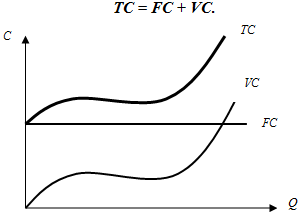 TC = FC + VC.
C
TC
VC
FC
Q